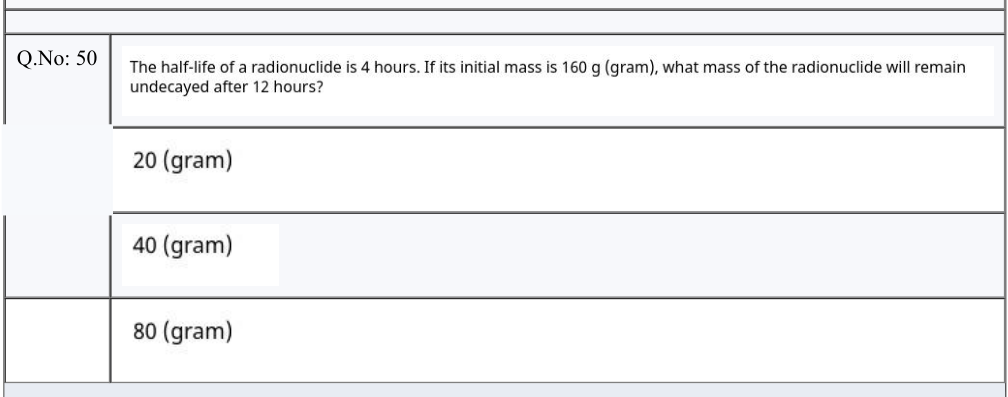 Q.No: 50
The half-life of a radionuclide is 4 hours. If its initial mass is 160 g (gram), what mass of the radionuclide will remain
undecayed after 12 hours?
20 (gram)
40 (gram)
80 (gram)